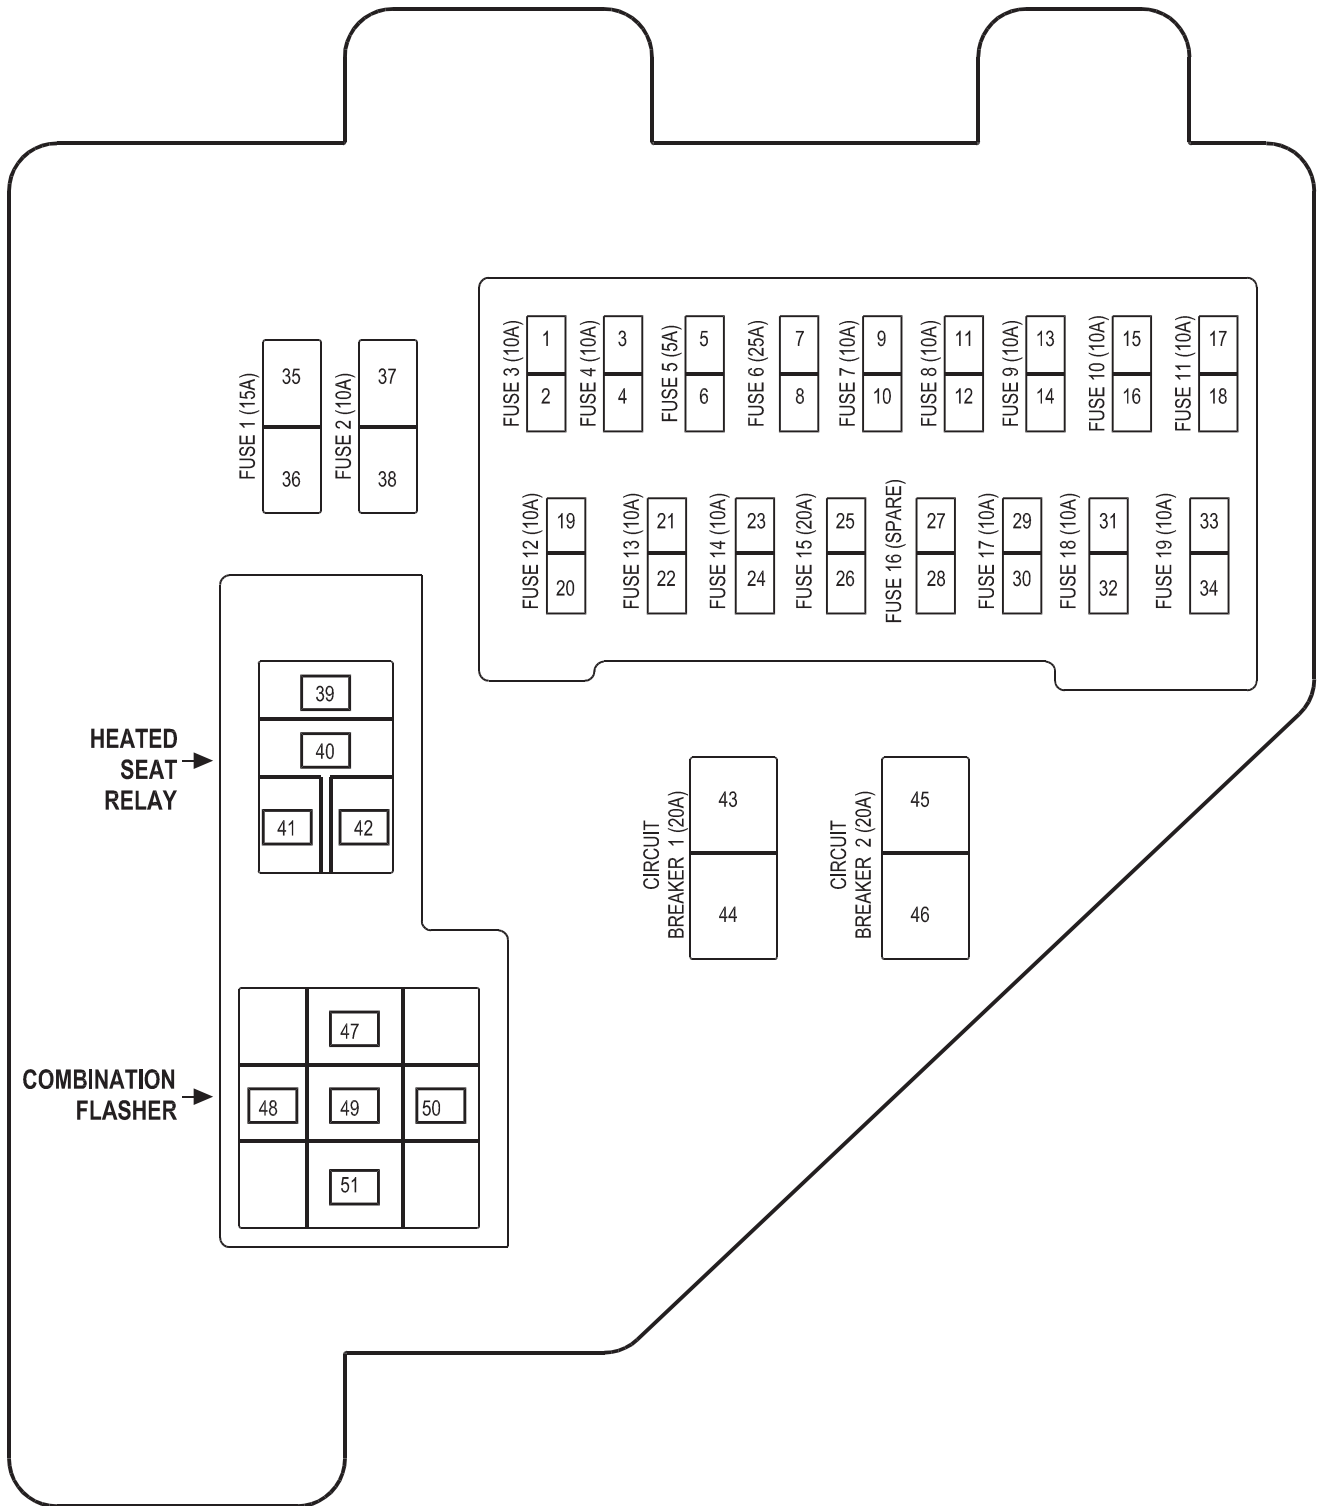 FUSE 3 (10A)
1
2
FUSE 4 (10A)
3
4
FUSE 5 (5A)
5
6
FUSE 6 (25A)
7
8
FUSE 7 (10A)
9
10
FUSE 8 (10A)
11
12
FUSE 9 (10A)
13
14
FUSE 10 (10A)
15
16
FUSE 11 (10A)
17
18
FUSE 1 (15A)
35
36
FUSE 2 (10A)
37
38
FUSE 12 (10A)
19
20
FUSE 13 (10A)
21
22
FUSE 14 (10A)
23
24
FUSE 15 (20A)
25
26
FUSE 16 (SPARE)
27
28
FUSE 17 (10A)
29
30
FUSE 18 (10A)
31
32
FUSE 19 (10A)
33
34
HEATED
SEAT
RELAY
39
40
41
42
CIRCUIT
BREAKER 1 (20A)
43
44
CIRCUIT
BREAKER 2 (20A)
45
46
COMBINATION
FLASHER
47
48
49
50
51